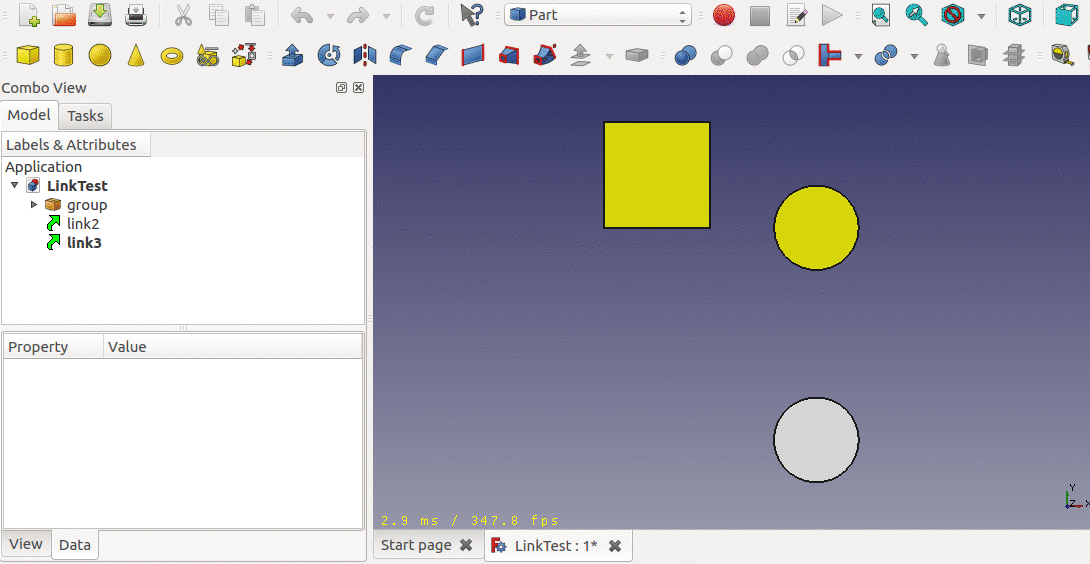 Part
Combo View
Model Tasks
Labels & Attributes
Application
LinkTest
group
link2
link3
Property Value
View Data
2.9 ms / 347.8 fps
Y
Z X
Start page
LinkTest : 1*